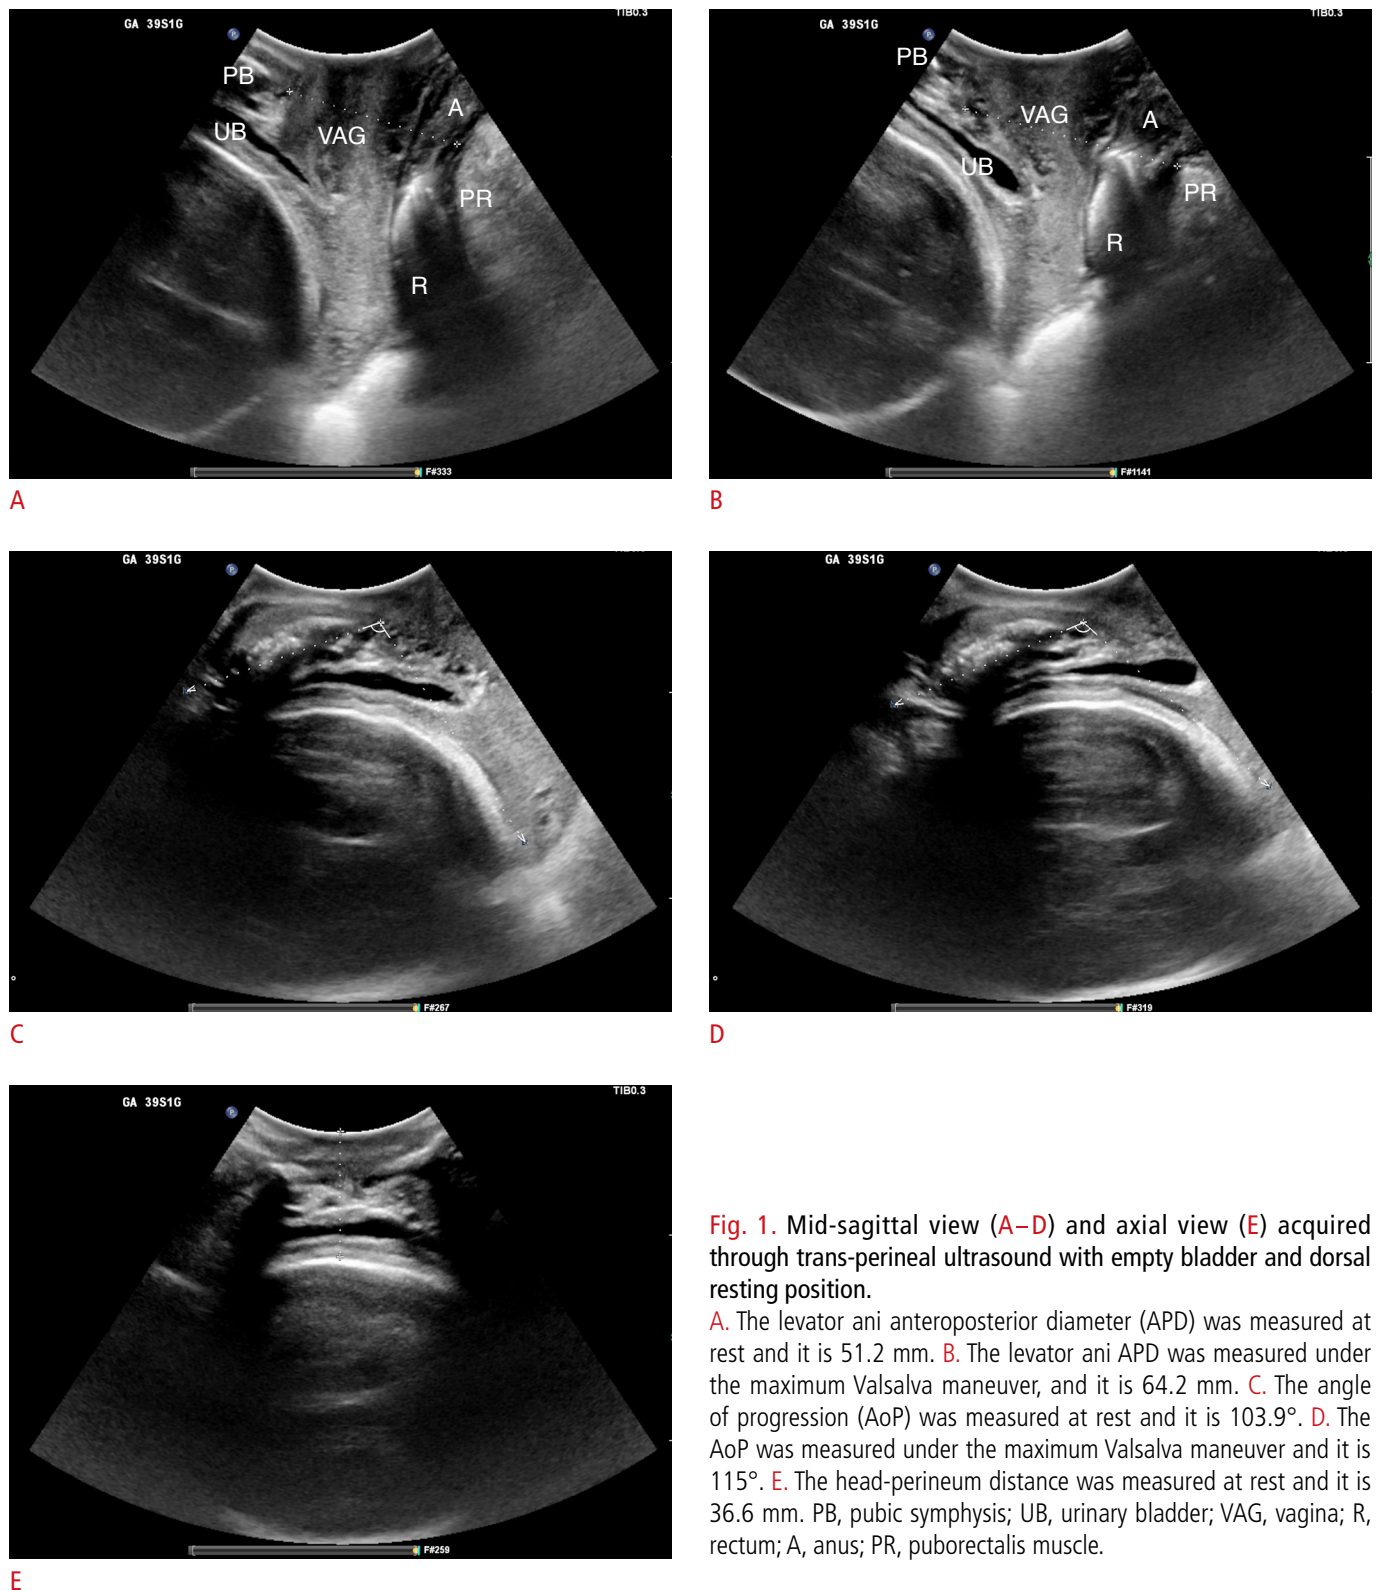 TIB0.3
GA 39S1G
P
PB
A
UB
VAG
PR
R
F#333
A
TIB0.3
GA 39S1G
P
PB
VAG
A
UB
PR
R
F#1141
B
GA 39S1G
P
F#267
C
GA 39S1G
P
F#319
D
TIB0.3
GA 39S1G
P
F#259
E
Fig. 1. Mid-sagittal view (A–D) and axial view (E) acquired
through trans-perineal ultrasound with empty bladder and dorsal
resting position.
A. The levator ani anteroposterior diameter (APD) was measured at
rest and it is 51.2 mm. B. The levator ani APD was measured under
the maximum Valsalva maneuver, and it is 64.2 mm. C. The angle
of progression (AoP) was measured at rest and it is 103.9°. D. The
AoP was measured under the maximum Valsalva maneuver and it is
115°. E. The head-perineum distance was measured at rest and it is
36.6 mm. PB, pubic symphysis; UB, urinary bladder; VAG, vagina; R,
rectum; A, anus; PR, puborectalis muscle.